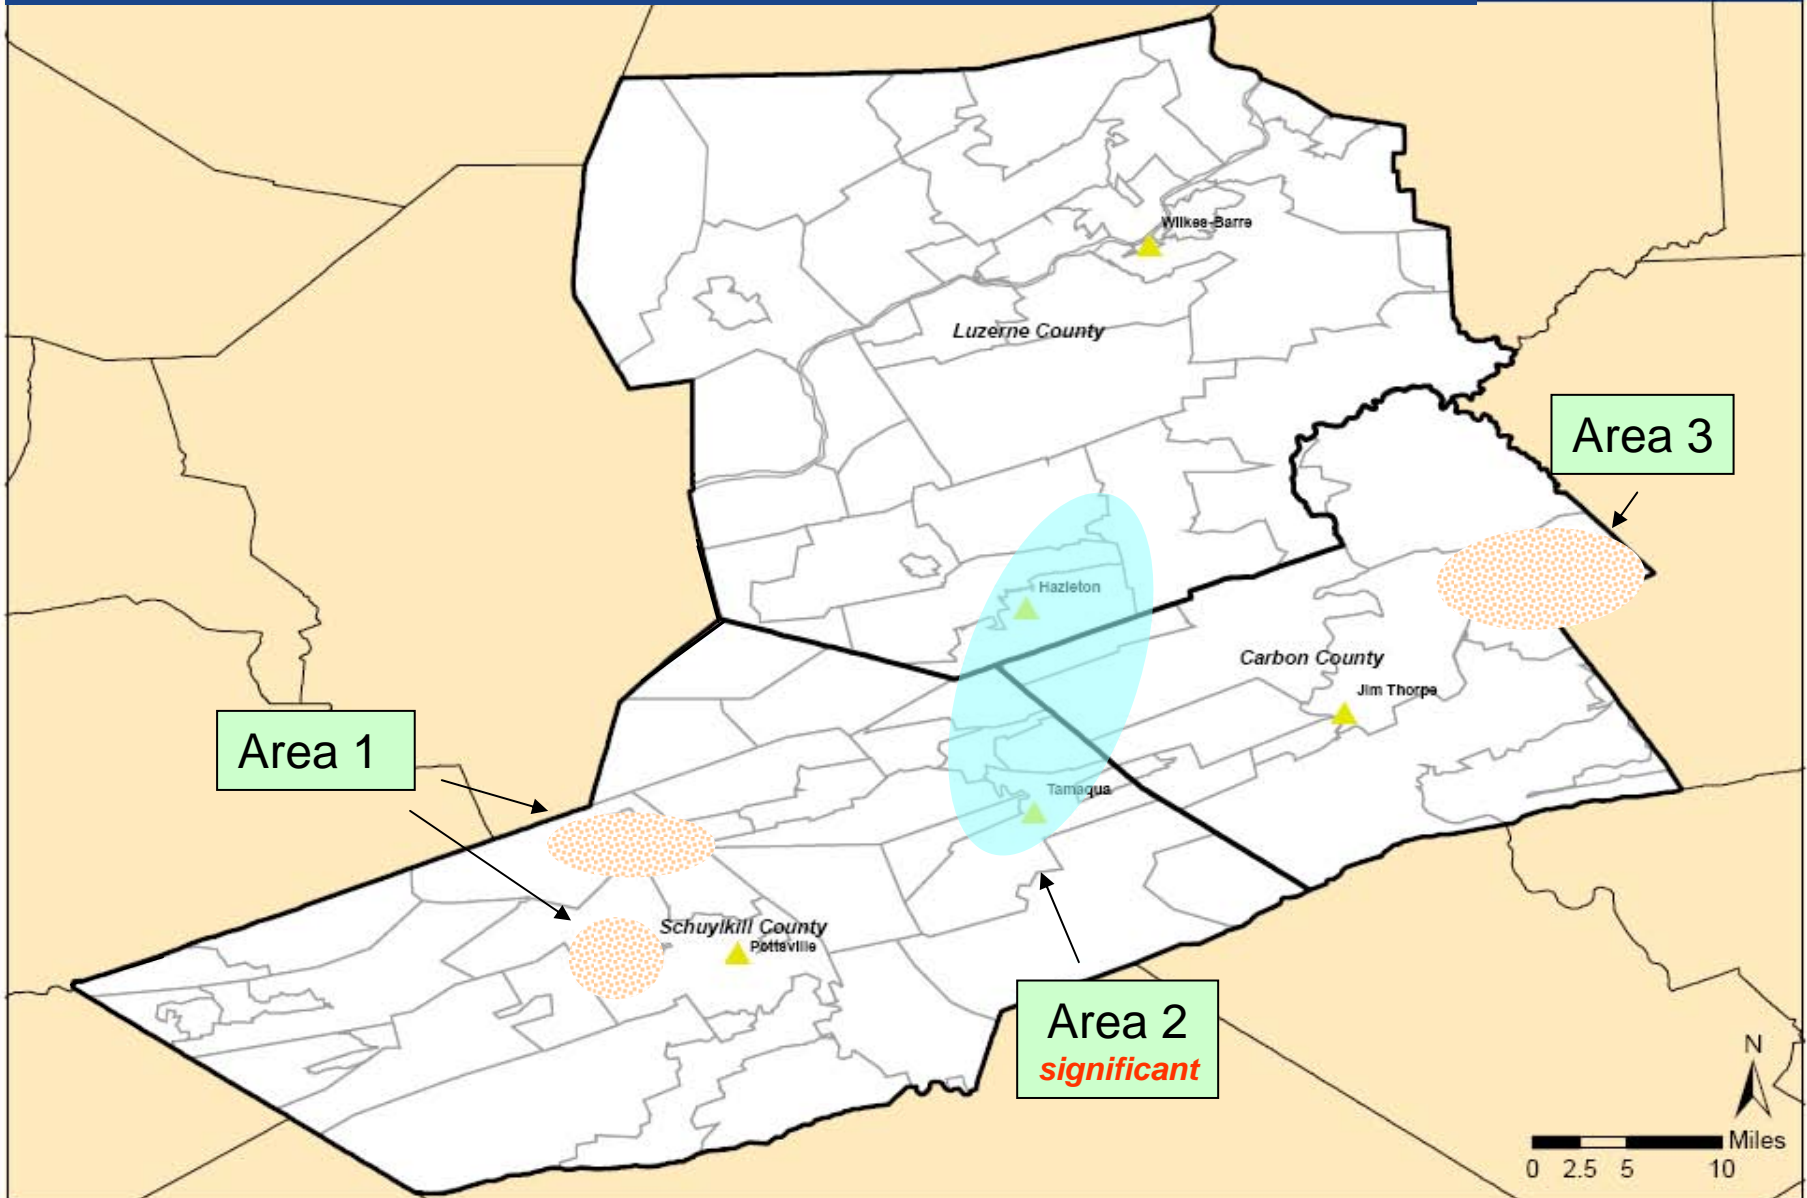 Wilkes-Barre
Luzerne County
Area 3
Hazleton
Carbon County
Jim Thorpe
Area 1
Tamaqua
Schuylkill County
Pottsville
Area 2
significant
N
Miles
0 2.5 5 10